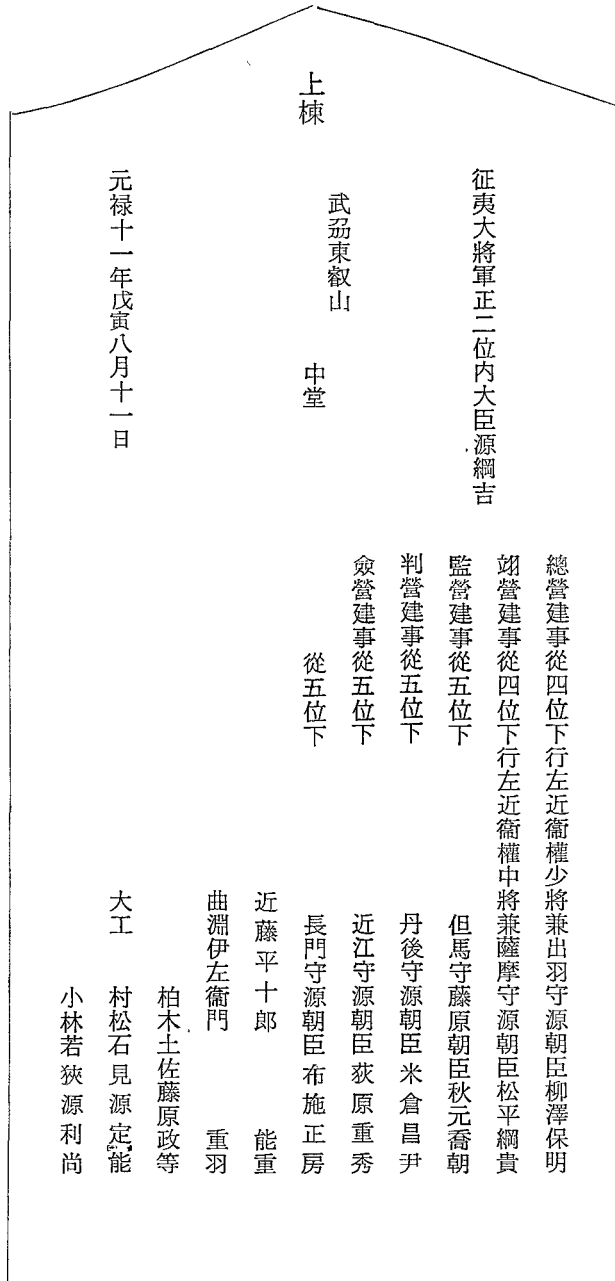 上棟
征夷大將軍正二位内大臣源綱吉
武刕東叡山
中堂
元禄十一年戊寅八月十一日
總營建事從四位下行左近衞權少將兼出羽守源朝臣柳澤保明
翊營建事從四位下行左近衞權中將兼薩摩守源朝臣松平綱貴
監營建事從五位下 但馬守藤原朝臣秋元喬朝
判營建事從五位下 丹後守源朝臣米倉昌尹
僉營建事從五位下 近江守源朝臣荻原重秀
從五位下 長門守源朝臣布施正房
近藤平十郎 能重
曲淵伊左衞門 重羽
柏木土佐藤原政等
大工 村松石見源定能
小林若狹源利尚